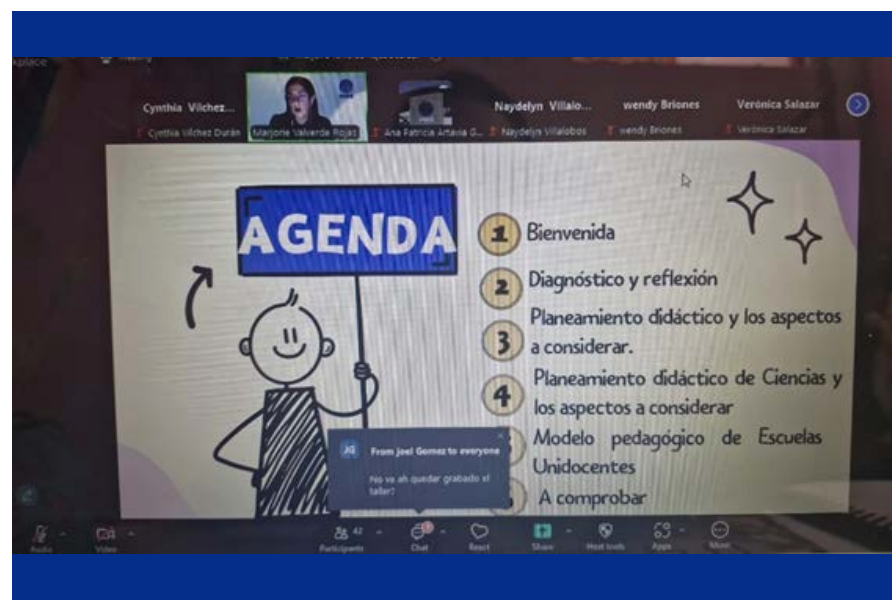 Cynthia Vilchez...
Naydelyn Villalo...
wendy Briones
Verónica Salazar
Cynthia Vilchez Durán
Marjorie Valverde Rojas
Ana Patricia Artavia G...
Naydelyn Villalobos
wendy Briones
Verónica Salazar
AGENDA
1 Bienvenida
2 Diagnóstico y reflexión
3 Planeamiento didáctico y los aspectos
a considerar.
4 Planeamiento didáctico de Ciencias y
los aspectos a considerar
Modelo pedagógico de Escuelas
Unidocentes
A comprobar
JG
From Joel Gomez to everyone
No va ah quedar grabado el
taller?
Audio
Video
42
Participants
Chat
React
Share
Host tools
Apps
More